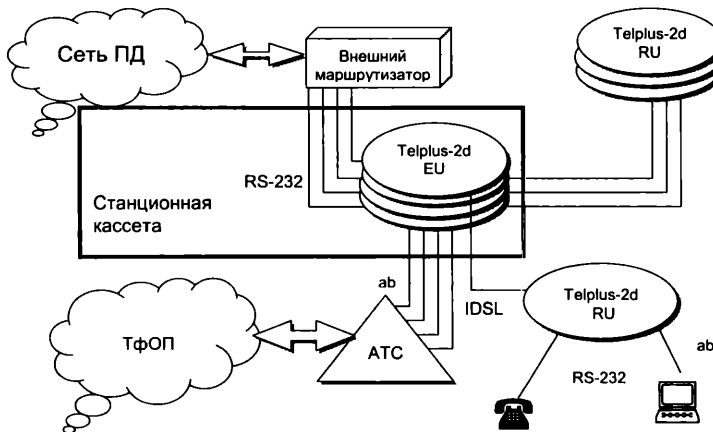 Сеть ПД
Внешний
маршрутизатор
Telplus-2d
RU
Telplus-2d
EU
RS-232
Станционная
кассета
ab
IDSL
Telplus-2d
RU
ТфОП
АТС
ab
RS-232